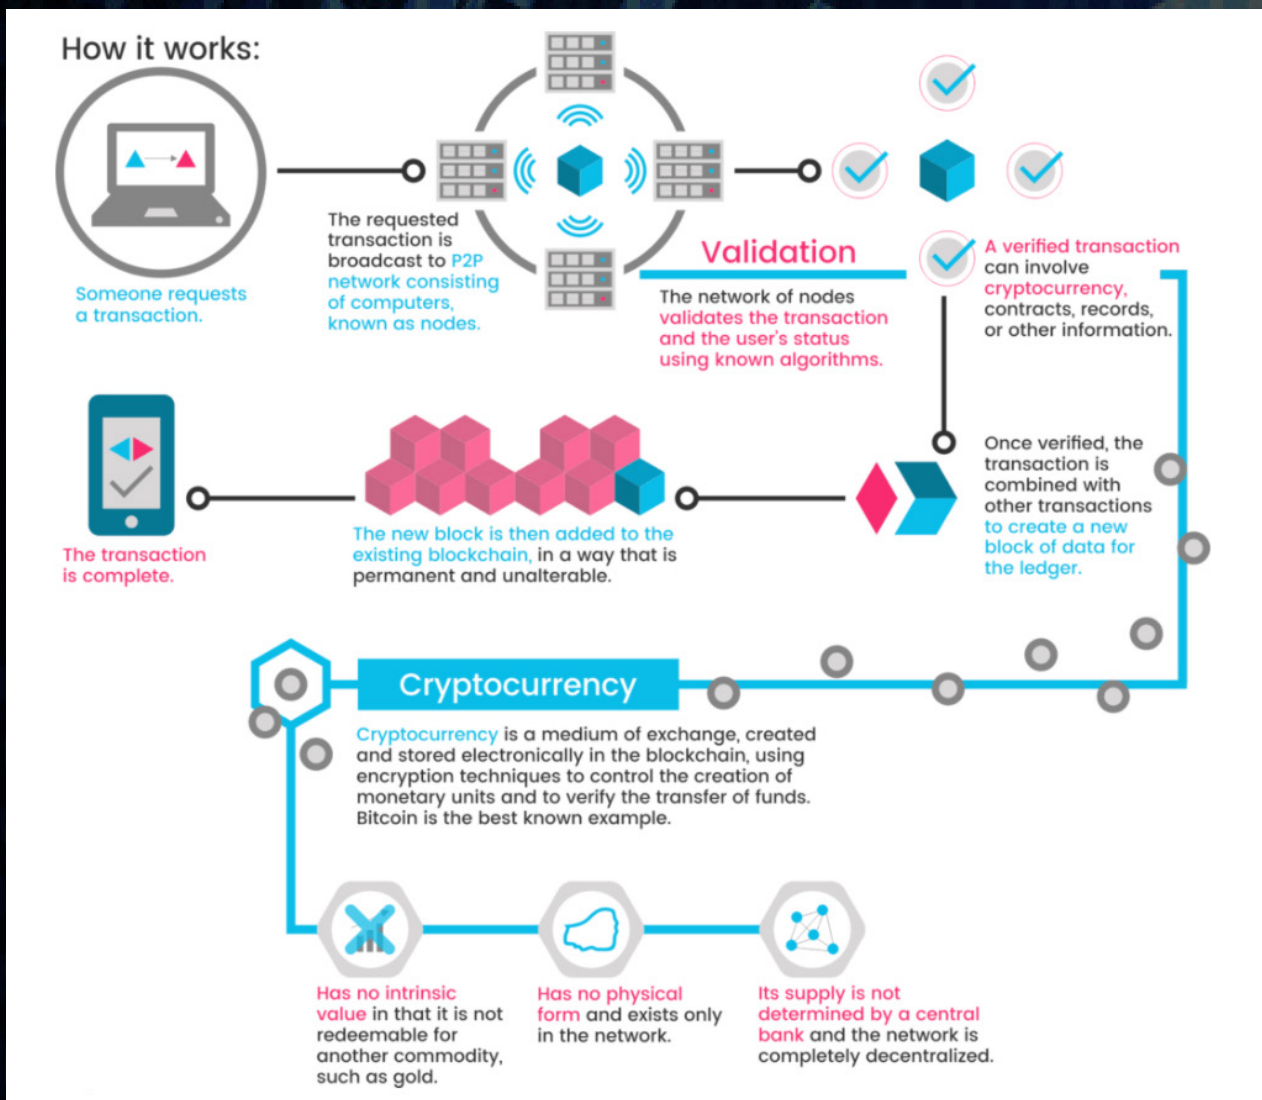 How it works:
Someone requests
a transaction.
The requested
transaction is
broadcast to P2P
network consisting
of computers,
known as nodes.
Validation
The network of nodes
validates the transaction
and the user's status
using known algorithms.
A verified transaction
can involve
cryptocurrency,
contracts, records,
or other information.
Once verified, the
transaction is
combined with
other transactions
to create a new
block of data for
the ledger.
The new block is then added to the
existing blockchain, in a way that is
permanent and unalterable.
The transaction
is complete.
Cryptocurrency
Cryptocurrency is a medium of exchange, created
and stored electronically in the blockchain, using
encryption techniques to control the creation of
monetary units and to verify the transfer of funds.
Bitcoin is the best known example.
Has no intrinsic
value in that it is not
redeemable for
another commodity,
such as gold.
Has no physical
form and exists only
in the network.
Its supply is not
determined by a central
bank and the network is
completely decentralized.